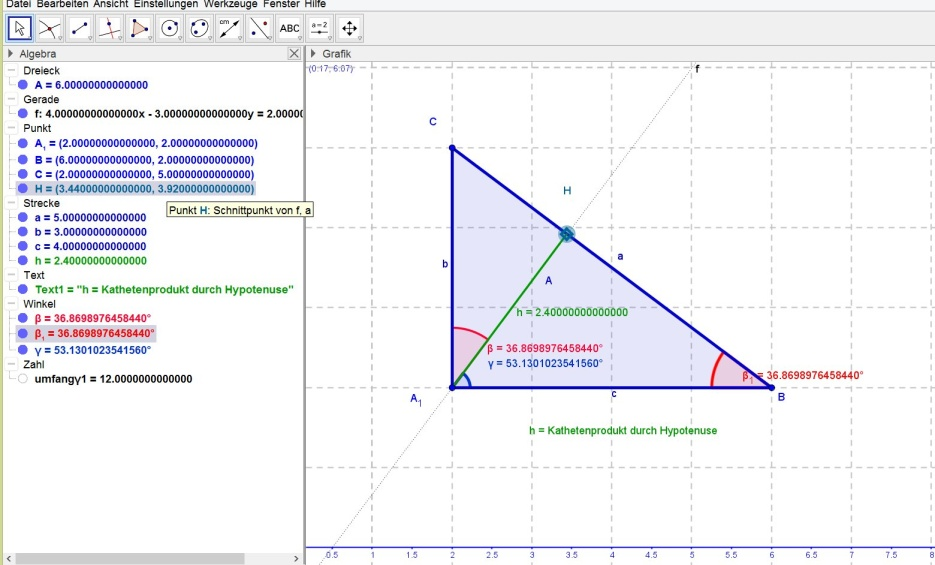 Datei Bearbeiten Ansicht Einstellungen Werkzeuge Fenster Hilfe
cm
ABC
a=2
Algebra
Dreieck
A = 6.00000000000000
Gerade
f: 4.00000000000000x - 3.00000000000000y = 2.0000(
Punkt
A₁ = (2.00000000000000, 2.00000000000000)
B = (6.00000000000000, 2.00000000000000)
C = (2.00000000000000, 5.00000000000000)
H = (3.44000000000000, 3.92000000000000)
Punkt H: Schnittpunkt von f, a
Strecke
a = 5.00000000000000
b = 3.00000000000000
c = 4.00000000000000
h = 2.40000000000000
Text
Text1 = "h = Kathetenprodukt durch Hypotenuse"
Winkel
β = 36.8698976458440°
β₁ = 36.8698976458440°
γ = 53.1301023541560°
Zahl
umfangγ1 = 12.0000000000000
Grafik
(0.17, 6.07)
f
C
H
b
a
A
h = 2.40000000000000
β = 36.8698976458440°
γ = 53.1301023541560°
β₁ = 36.8698976458440°
A₁
c
B
h = Kathetenprodukt durch Hypotenuse
0.5 1 1.5 2 2.5 3 3.5 4 4.5 5 5.5 6 6.5 7 7.5 8